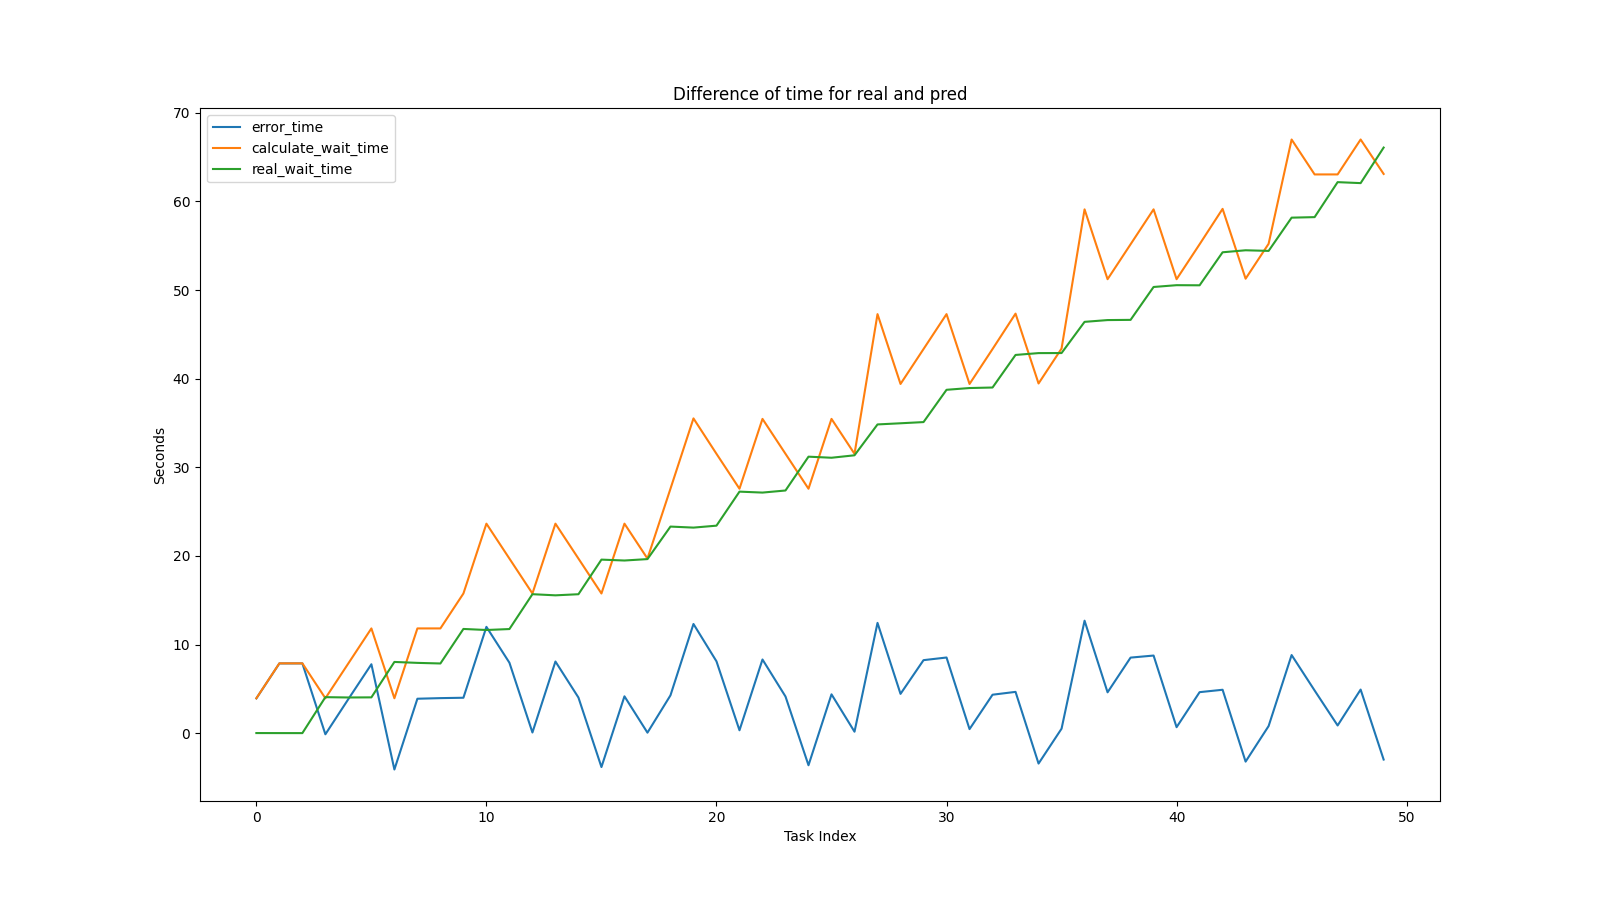 Difference of time for real and pred
error_time
calculate_wait_time
real_wait_time
Seconds
70
60
50
40
30
20
10
0
0 10 20 30 40 50
Task Index